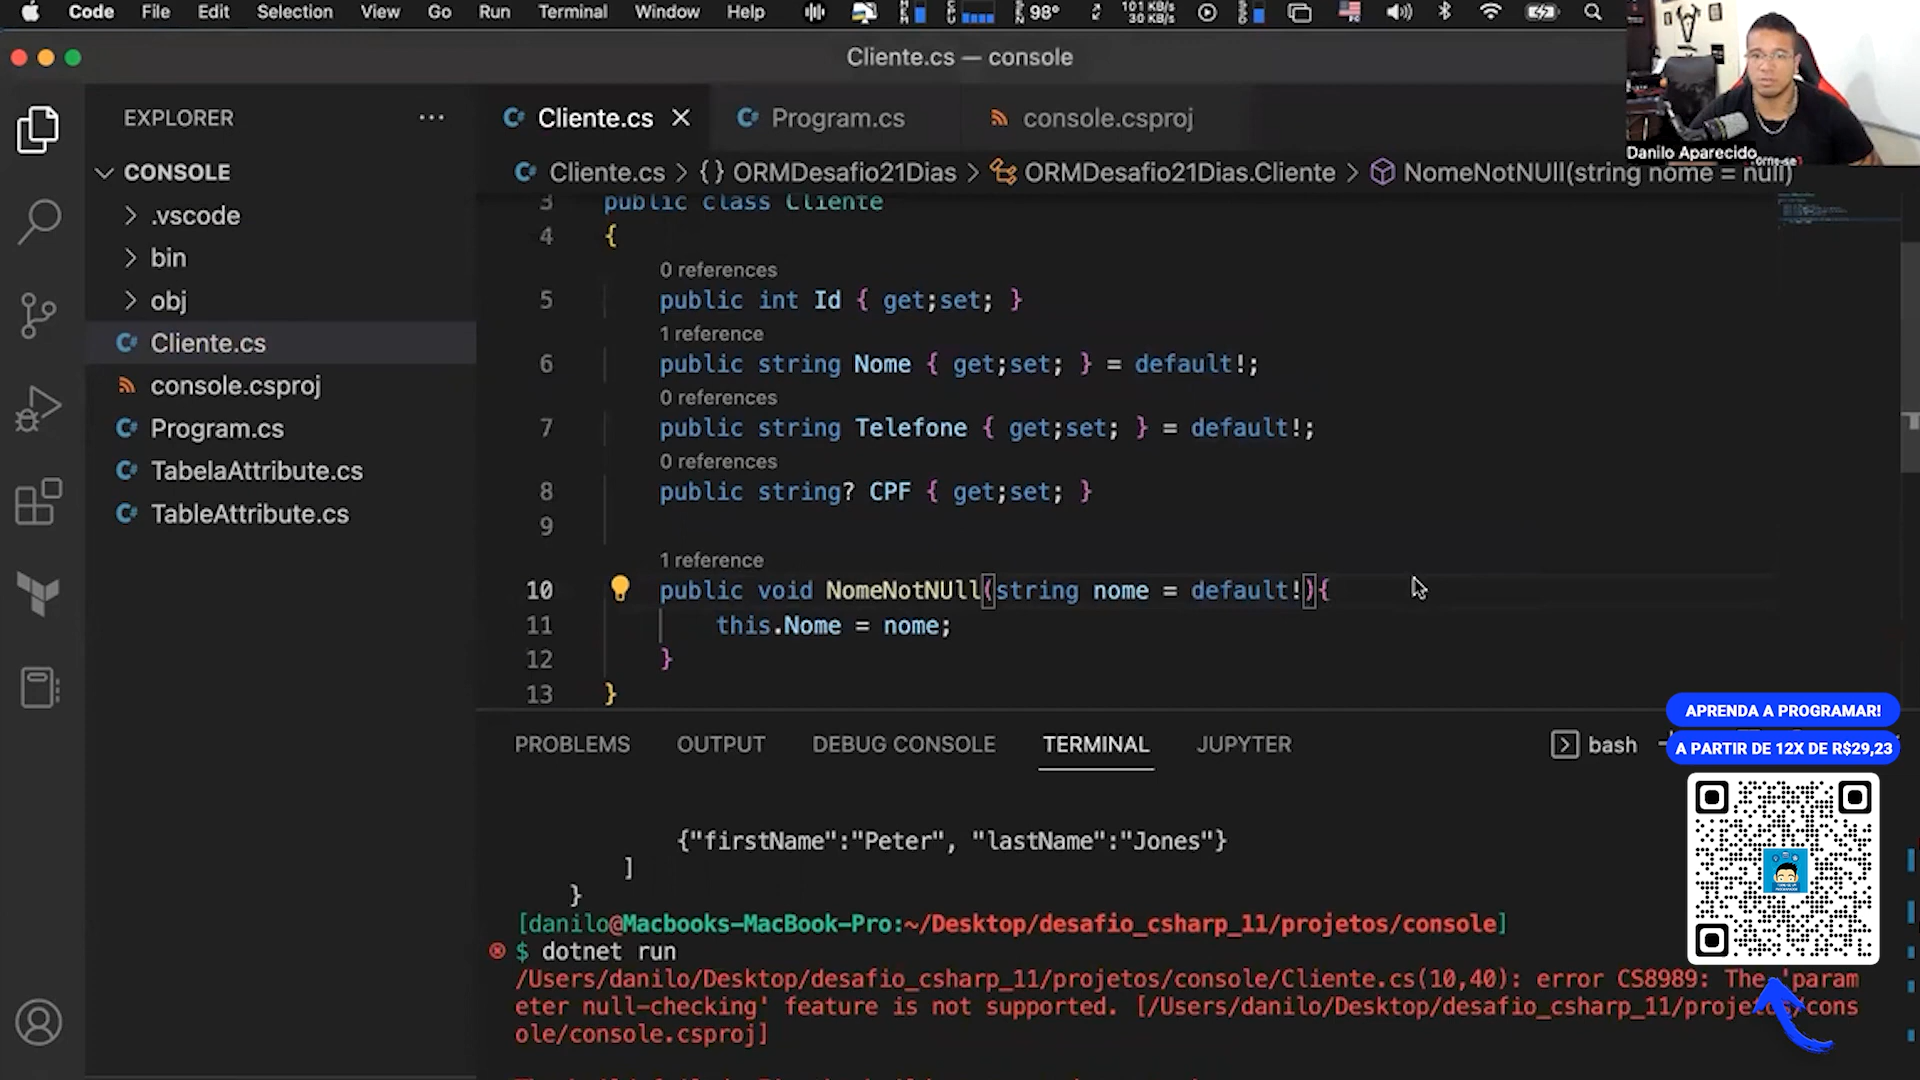 Code File Edit Selection View Go Run Terminal Window Help 98° 101 KB/s 30 KB/s
Cliente.cs — console
Danilo Aparecido
EXPLORER
CONSOLE
.vscode
bin
obj
Cliente.cs
console.csproj
Program.cs
TabelaAttribute.cs
TableAttribute.cs
Cliente.cs Program.cs console.csproj
Cliente.cs > {} ORMDesafio21Dias > ORMDesafio21Dias.Cliente > NomeNotNUll(string nome = null)
3 public class Cliente
4 {
0 references
5 public int Id { get;set; }
1 reference
6 public string Nome { get;set; } = default!;
0 references
7 public string Telefone { get;set; } = default!;
0 references
8 public string? CPF { get;set; }
9
1 reference
10 public void NomeNotNUll(string nome = default!){
11 this.Nome = nome;
12 }
13 }
PROBLEMS OUTPUT DEBUG CONSOLE TERMINAL JUPYTER bash
{"firstName":"Peter", "lastName":"Jones"}
]
}
[danilo@Macbooks-MacBook-Pro:~/Desktop/desafio_csharp_11/projetos/console]
$ dotnet run
/Users/danilo/Desktop/desafio_csharp_11/projetos/console/Cliente.cs(10,40): error CS8989: The 'param
eter null-checking' feature is not supported. [/Users/danilo/Desktop/desafio_csharp_11/projetos/cons
ole/console.csproj]
APRENDA A PROGRAMAR!
A PARTIR DE 12X DE R$29,23